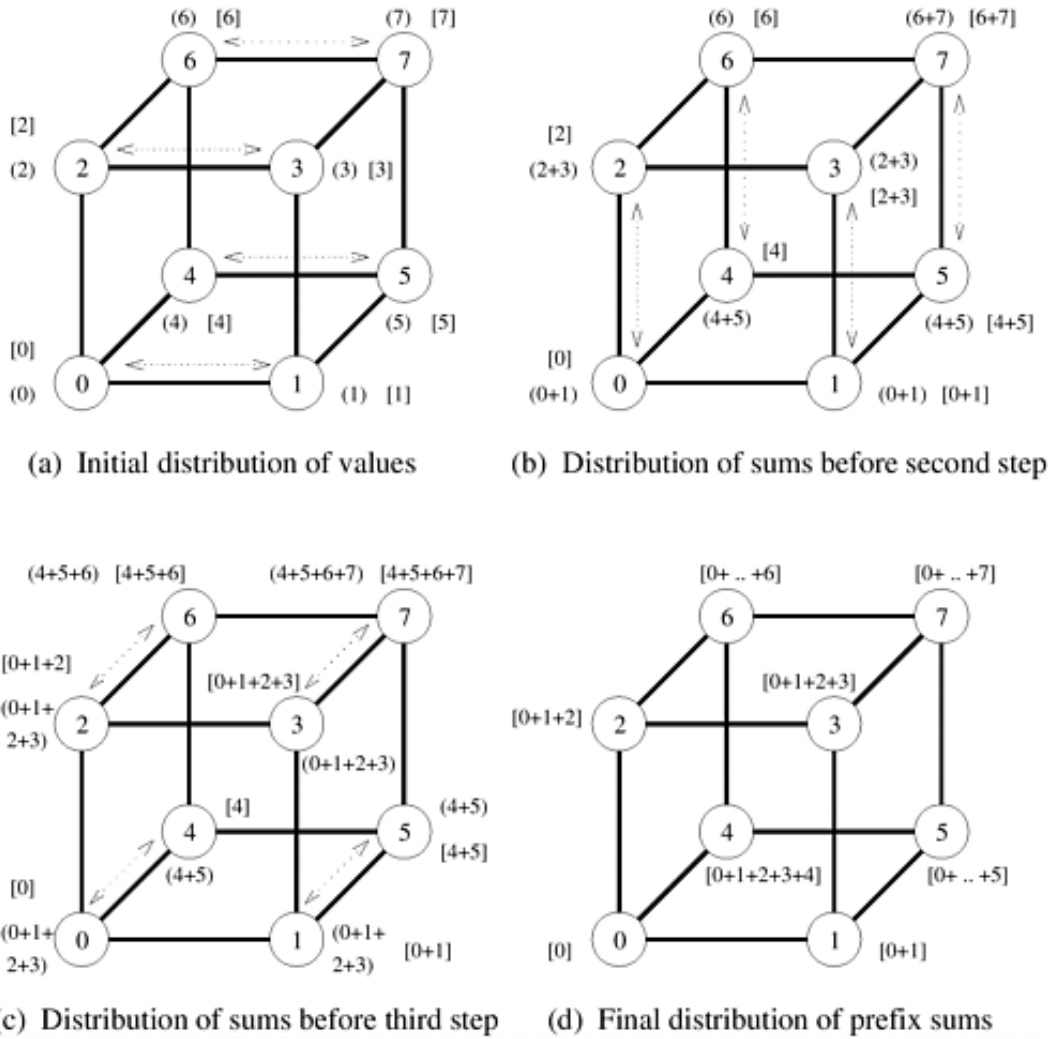 (6) [6] (7) [7]
6 7
[2]
(2) 2 3 (3) [3]
4 5
(4) [4] (5) [5]
[0]
(0) 0 1 (1) [1]
(a) Initial distribution of values
(6) [6] (6+7) [6+7]
6 7
[2]
(2+3) 2 3 (2+3)
[2+3]
[4]
4 5
(4+5) (4+5) [4+5]
[0]
(0+1) 0 1 (0+1) [0+1]
(b) Distribution of sums before second step
(4+5+6) [4+5+6] (4+5+6+7) [4+5+6+7]
6 7
[0+1+2] [0+1+2+3]
(0+1+ 2 3
2+3) (0+1+2+3)
[4] (4+5)
4 5
[4+5]
(4+5)
[0]
(0+1+ 0 1 (0+1+
2+3) 2+3) [0+1]
c) Distribution of sums before third step
[0+ .. +6] [0+ .. +7]
6 7
[0+1+2+3]
[0+1+2] 2 3
4 5
[0+1+2+3+4] [0+ .. +5]
0 1
[0] [0+1]
(d) Final distribution of prefix sums